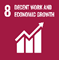 8 DECENT WORK AND
ECONOMIC GROWTH